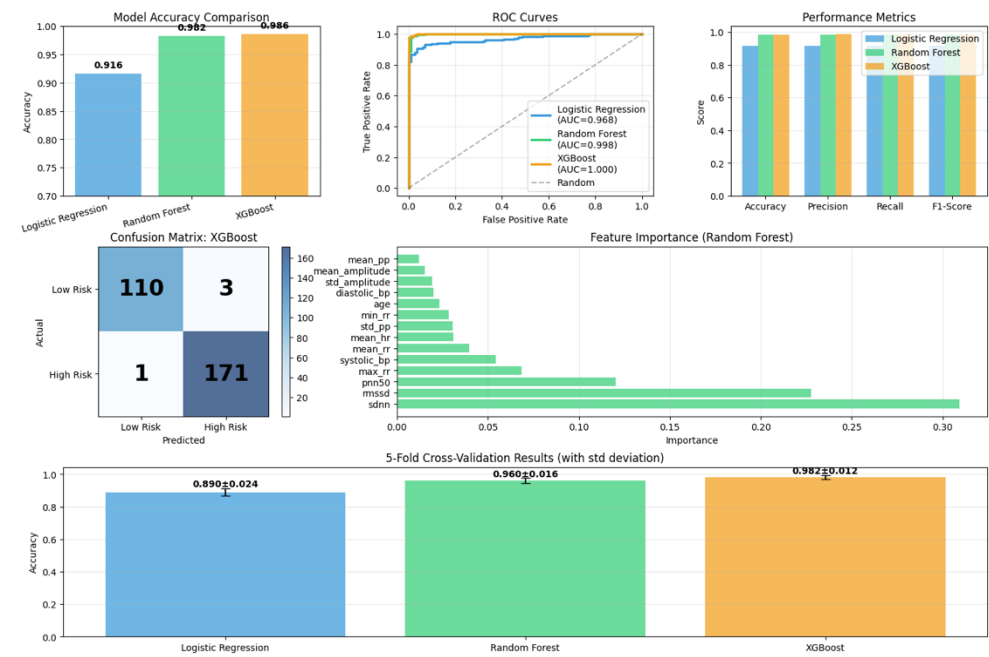 Model Accuracy Comparison
Accuracy
1.00
0.95
0.90
0.85
0.80
0.75
0.70
0.916
0.982
0.986
Logistic Regression
Random Forest
XGBoost
ROC Curves
True Positive Rate
1.0
0.8
0.6
0.4
0.2
0.0
Logistic Regression
(AUC=0.968)
Random Forest
(AUC=0.998)
XGBoost
(AUC=1.000)
Random
0.0 0.2 0.4 0.6 0.8 1.0
False Positive Rate
Performance Metrics
Score
1.0
0.8
0.6
0.4
0.2
0.0
Logistic Regression
Random Forest
XGBoost
Accuracy Precision Recall F1-Score
Confusion Matrix: XGBoost
Actual
Low Risk
High Risk
110 3
1 171
Low Risk High Risk
Predicted
160
140
120
100
80
60
40
20
Feature Importance (Random Forest)
mean_pp
mean_amplitude
std_amplitude
diastolic_bp
age
min_rr
std_pp
mean_hr
mean_rr
systolic_bp
max_rr
pnn50
rmssd
sdnn
0.00 0.05 0.10 0.15 0.20 0.25 0.30
Importance
5-Fold Cross-Validation Results (with std deviation)
Accuracy
1.0
0.8
0.6
0.4
0.2
0.0
0.890±0.024
0.960±0.016
0.982±0.012
Logistic Regression Random Forest XGBoost